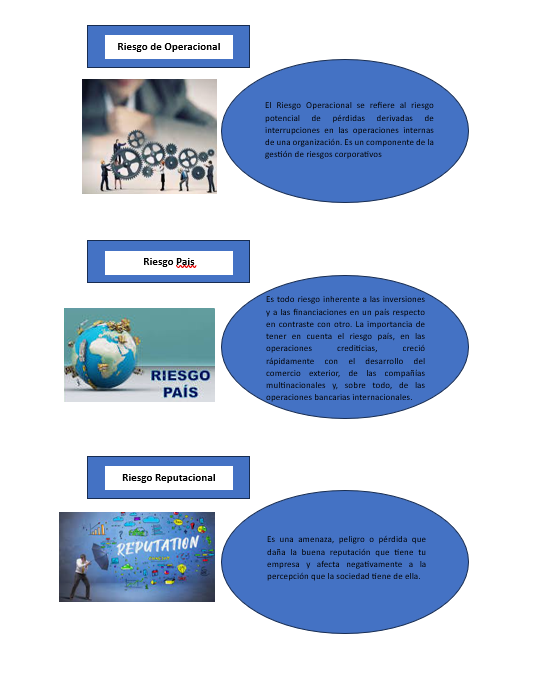 Riesgo de Operacional
El Riesgo Operacional se refiere al riesgo
potencial de pérdidas derivadas de
interrupciones en las operaciones internas
de una organización. Es un componente de la
gestión de riesgos corporativos
Riesgo Pais
Es todo riesgo inherente a las inversiones
y a las financiaciones en un país respecto
en contraste con otro. La importancia de
tener en cuenta el riesgo país, en las
operaciones crediticias, creció
rápidamente con el desarrollo del
comercio exterior, de las compañías
multinacionales y, sobre todo, de las
operaciones bancarias internacionales.
RIESGO
PAÍS
Riesgo Reputacional
REPUTATION
Es una amenaza, peligro o pérdida que
daña la buena reputación que tiene tu
empresa y afecta negativamente a la
percepción que la sociedad tiene de ella.